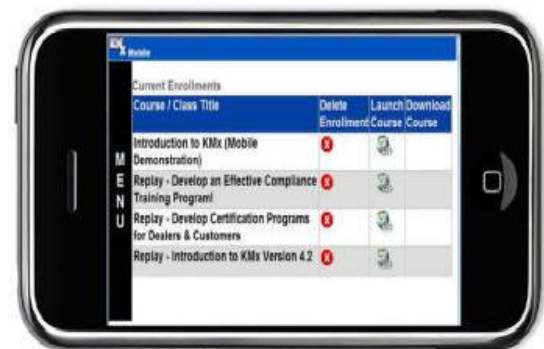 KMx Mobile
Current Enrollments
Course / Class Title
Delete Enrollment
Launch Course
Download Course
MENU
Introduction to KMx (Mobile
Demonstration)
Replay - Develop an Effective Compliance
Training Program!
Replay - Develop Certification Programs
for Dealers & Customers
Replay - Introduction to KMx Version 4.2